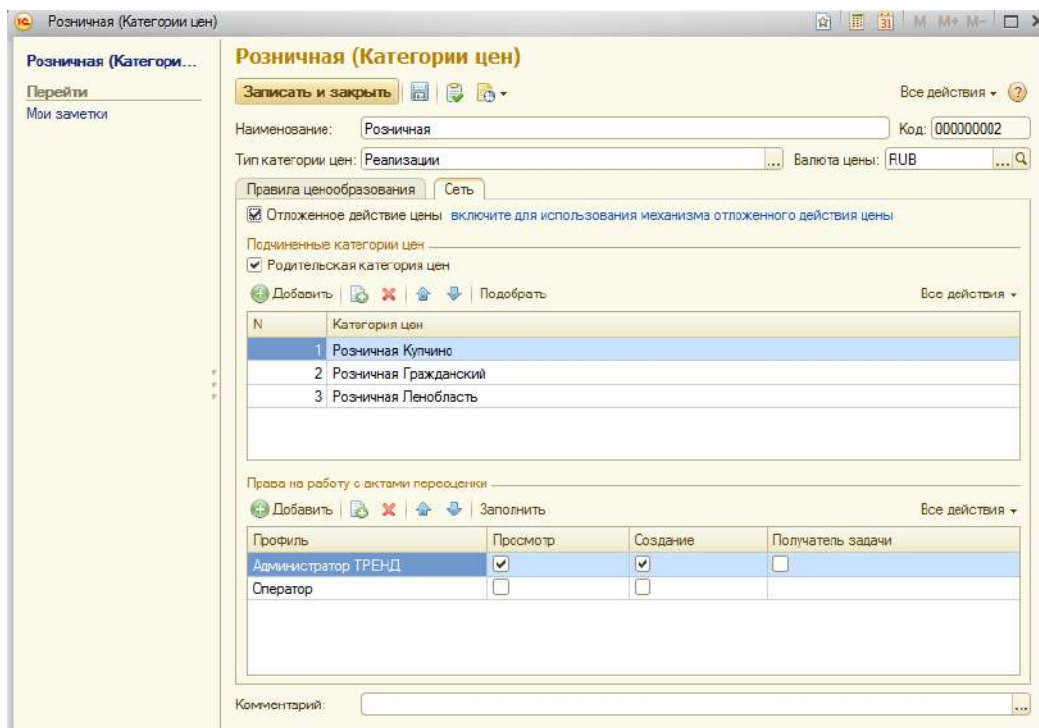 Розничная (Категории цен)
31 M M+ M-
Розничная (Категори...
Перейти
Мои заметки
Розничная (Категории цен)
Записать и закрыть Все действия
Наименование: Розничная Код: 000000002
Тип категории цен: Реализации ... Валюта цены: RUB ...
Правила ценообразования Сеть
Отложенное действие цены включите для использования механизма отложенного действия цены
Подчиненные категории цен
Родительская категория цен
Добавить Подобрать Все действия
N Категория цен
1 Розничная Купчино
2 Розничная Гражданский
3 Розничная Ленобласть
Права на работу с актами переоценки
Добавить Заполнить Все действия
Профиль Просмотр Создание Получатель задачи
Администратор ТРЕНД
Оператор
Комментарий: ...